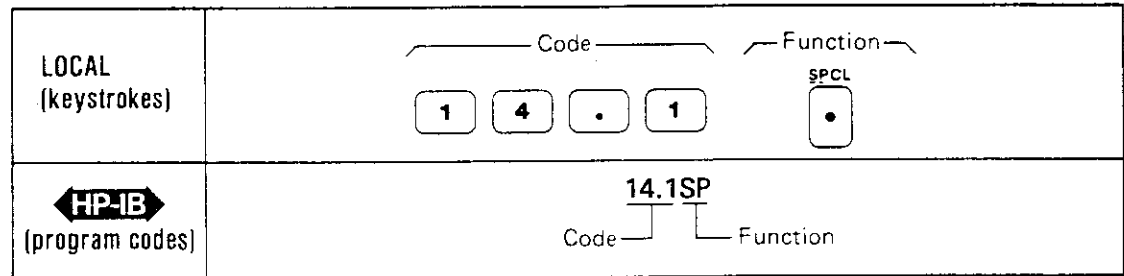 LOCAL
(keystrokes)
Code
Function
SPCL
1 4 . 1
HP-IB
(program codes)
14.1SP
Code
Function